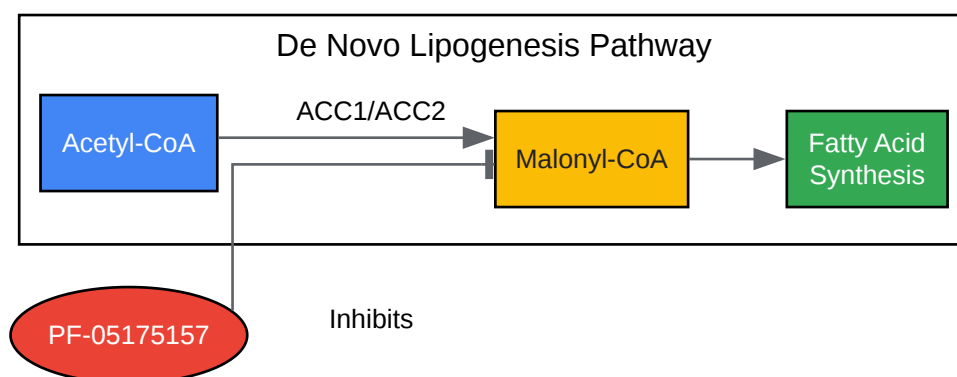 De Novo Lipogenesis Pathway
ACC1/ACC2
Acetyl-CoA
Malonyl-CoA
Fatty Acid
Synthesis
PF-05175157
Inhibits